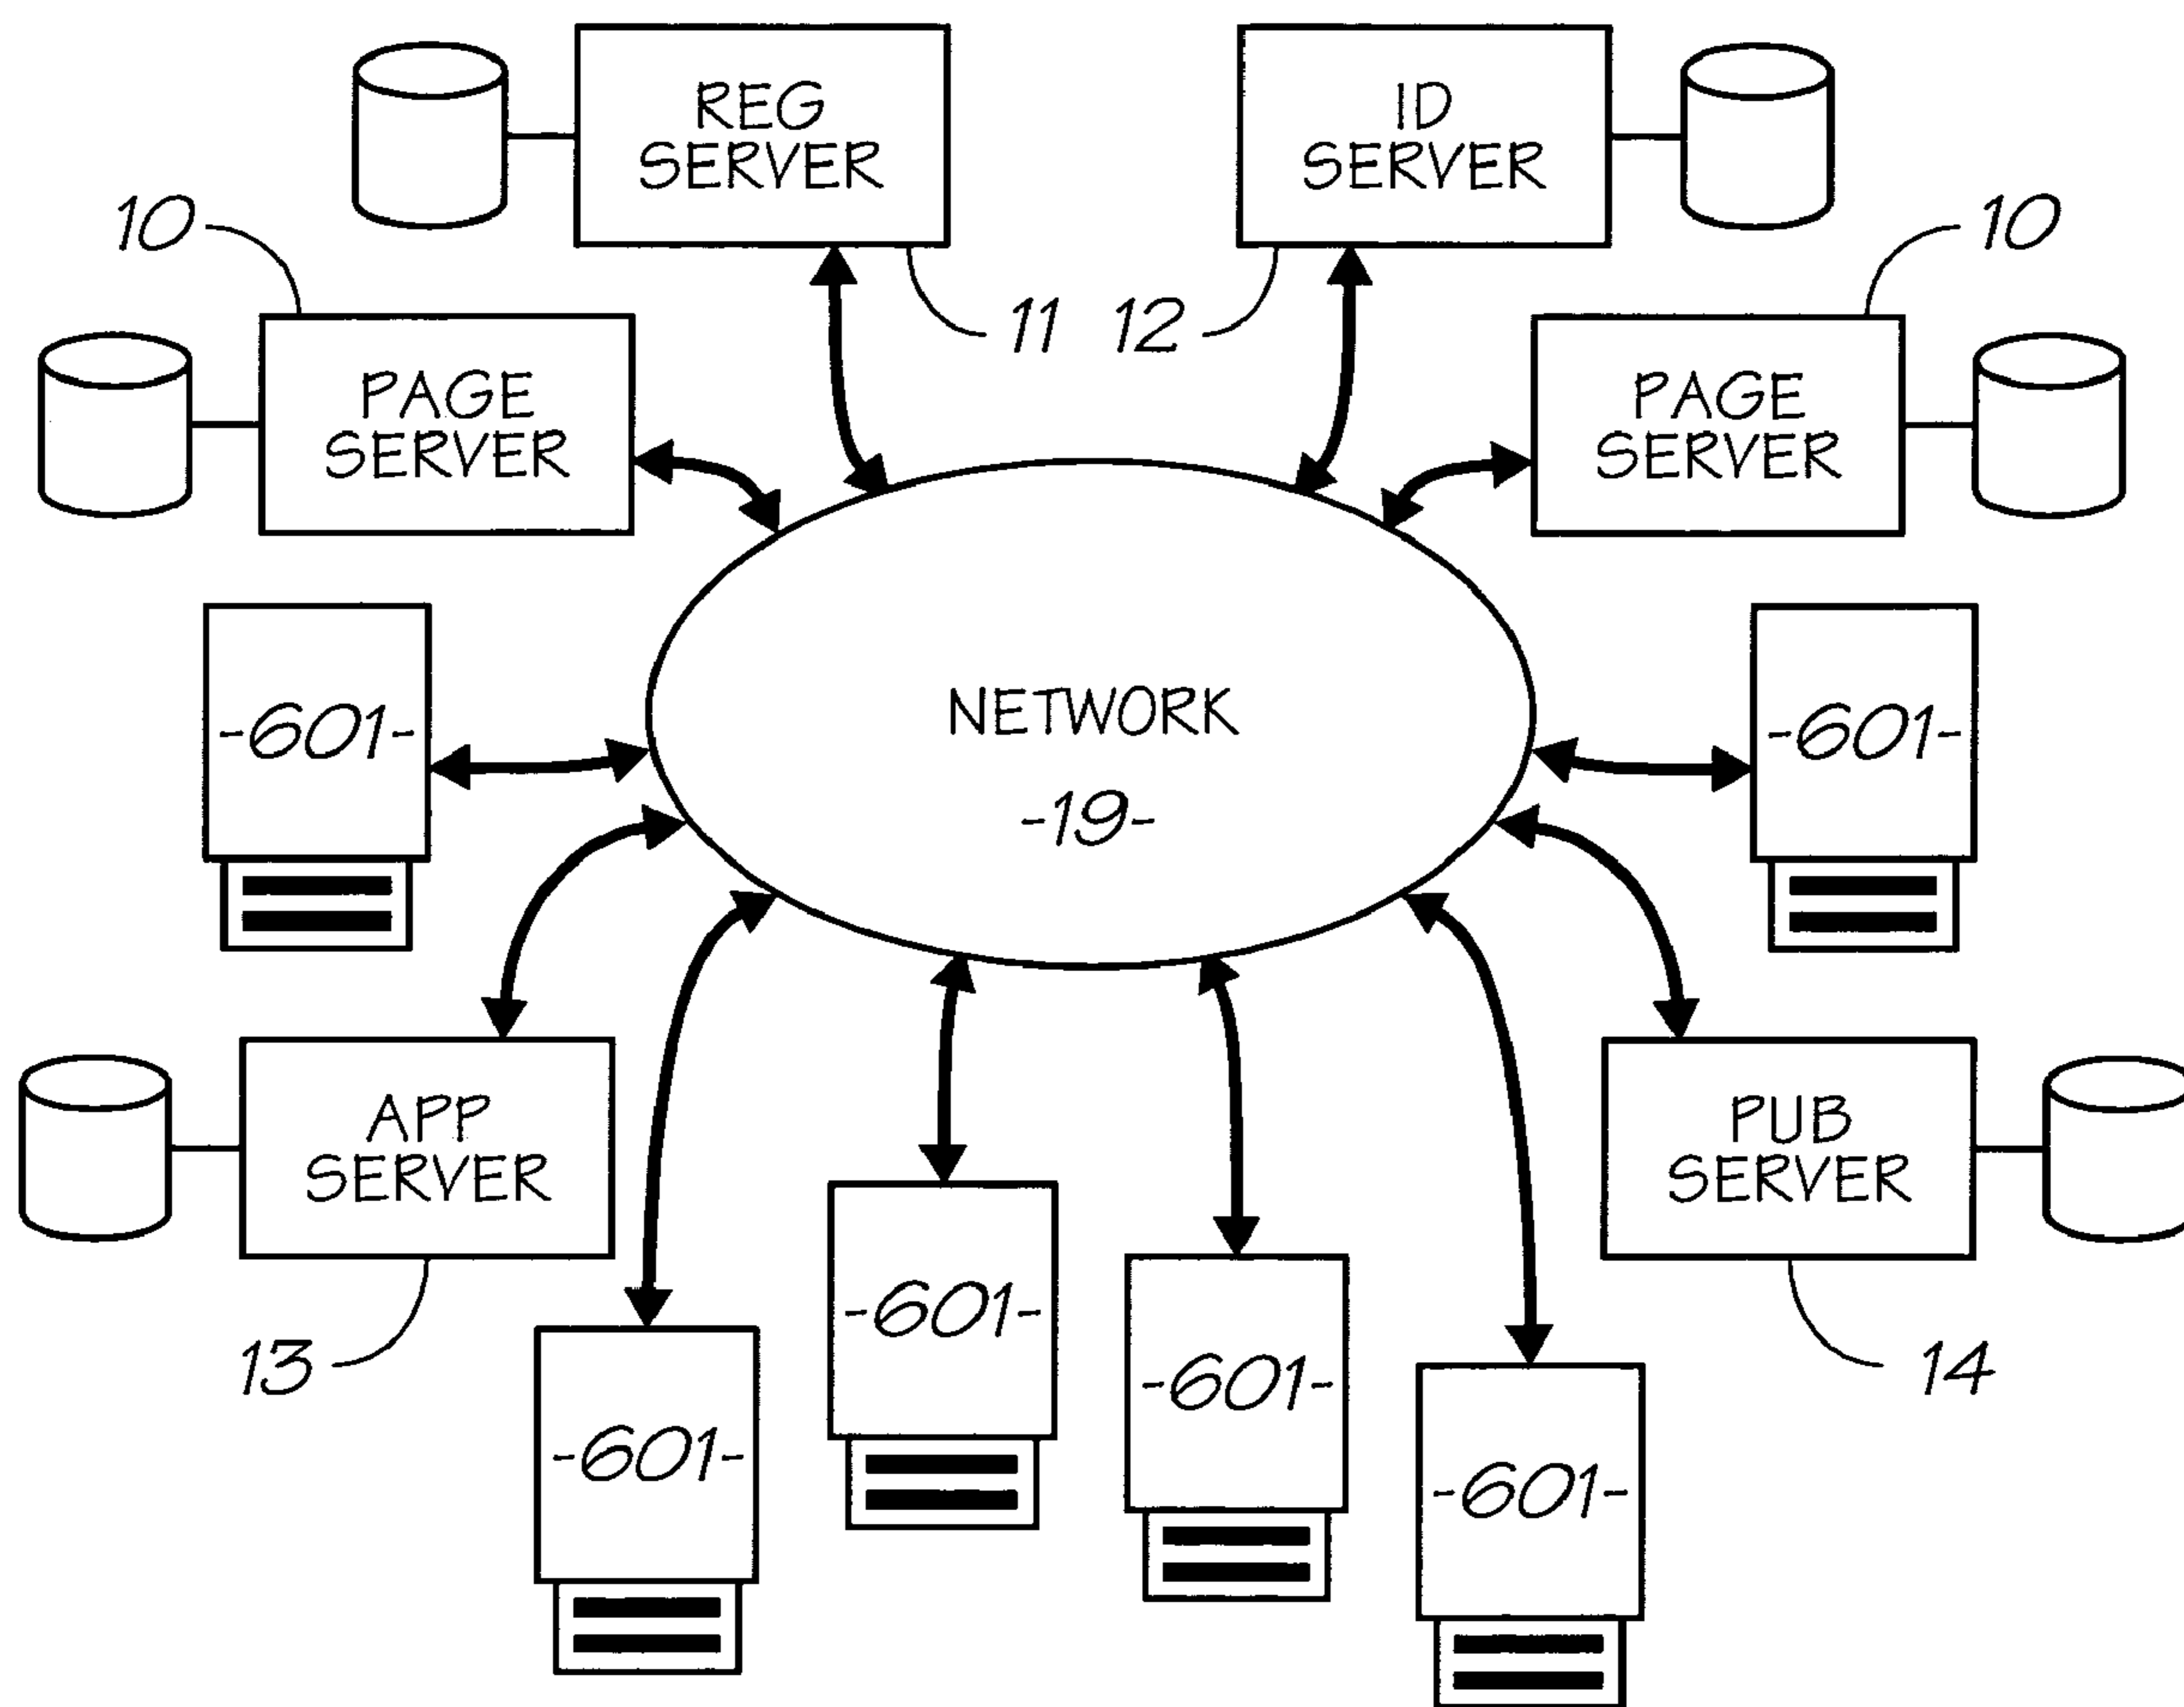 REG
SERVER
ID
SERVER
10
10
11
12
PAGE
SERVER
PAGE
SERVER
-601-
NETWORK
-19-
-601-
APP
SERVER
PUB
SERVER
13
-601-
-601-
-601-
-601-
14